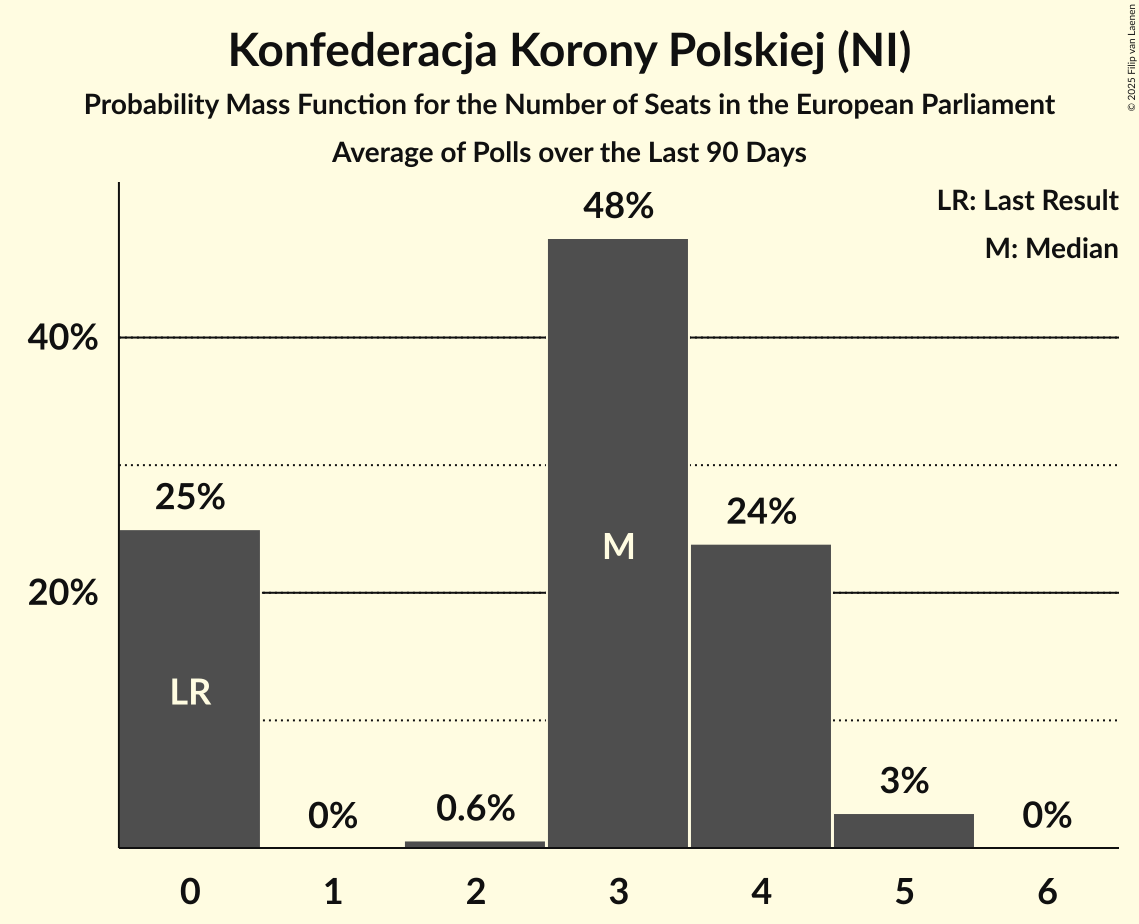 Konfederacja Korony Polskiej (NI)
Probability Mass Function for the Number of Seats in the European Parliament
Average of Polls over the Last 90 Days
© 2025 Filip van Laenen
LR: Last Result
M: Median
48%
40%
25%
24%
M
20%
LR
3%
0%
0.6%
0%
0 1 2 3 4 5 6